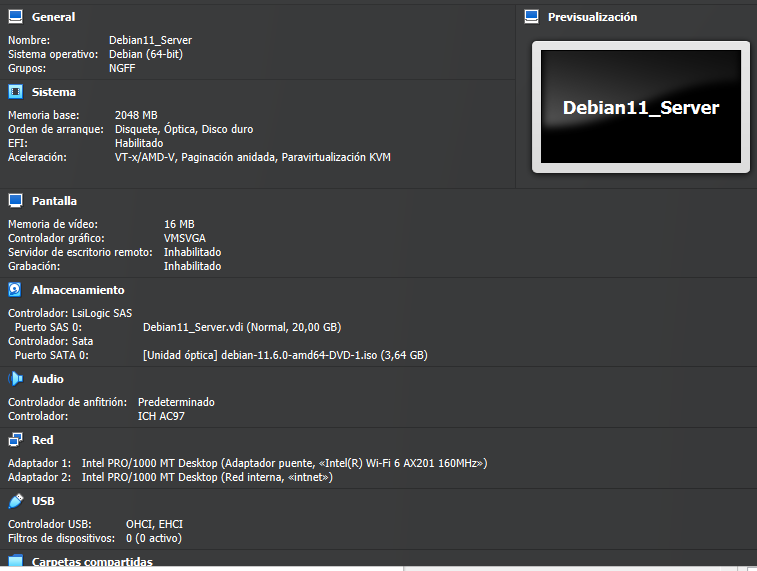 General
Nombre: Debian11_Server
Sistema operativo: Debian (64-bit)
Grupos: NGFF
Previsualización
Debian11_Server
Sistema
Memoria base: 2048 MB
Orden de arranque: Disquete, Óptica, Disco duro
EFI: Habilitado
Aceleración: VT-x/AMD-V, Paginación anidada, Paravirtualización KVM
Pantalla
Memoria de vídeo: 16 MB
Controlador gráfico: VMSVGA
Servidor de escritorio remoto: Inhabilitado
Grabación: Inhabilitado
Almacenamiento
Controlador: LsiLogic SAS
Puerto SAS 0: Debian11_Server.vdi (Normal, 20,00 GB)
Controlador: Sata
Puerto SATA 0: [Unidad óptica] debian-11.6.0-amd64-DVD-1.iso (3,64 GB)
Audio
Controlador de anfitrión: Predeterminado
Controlador: ICH AC97
Red
Adaptador 1: Intel PRO/1000 MT Desktop (Adaptador puente, «Intel(R) Wi-Fi 6 AX201 160MHz»)
Adaptador 2: Intel PRO/1000 MT Desktop (Red interna, «intnet»)
USB
Controlador USB: OHCI, EHCI
Filtros de dispositivos: 0 (0 activo)
Carpetas compartidas